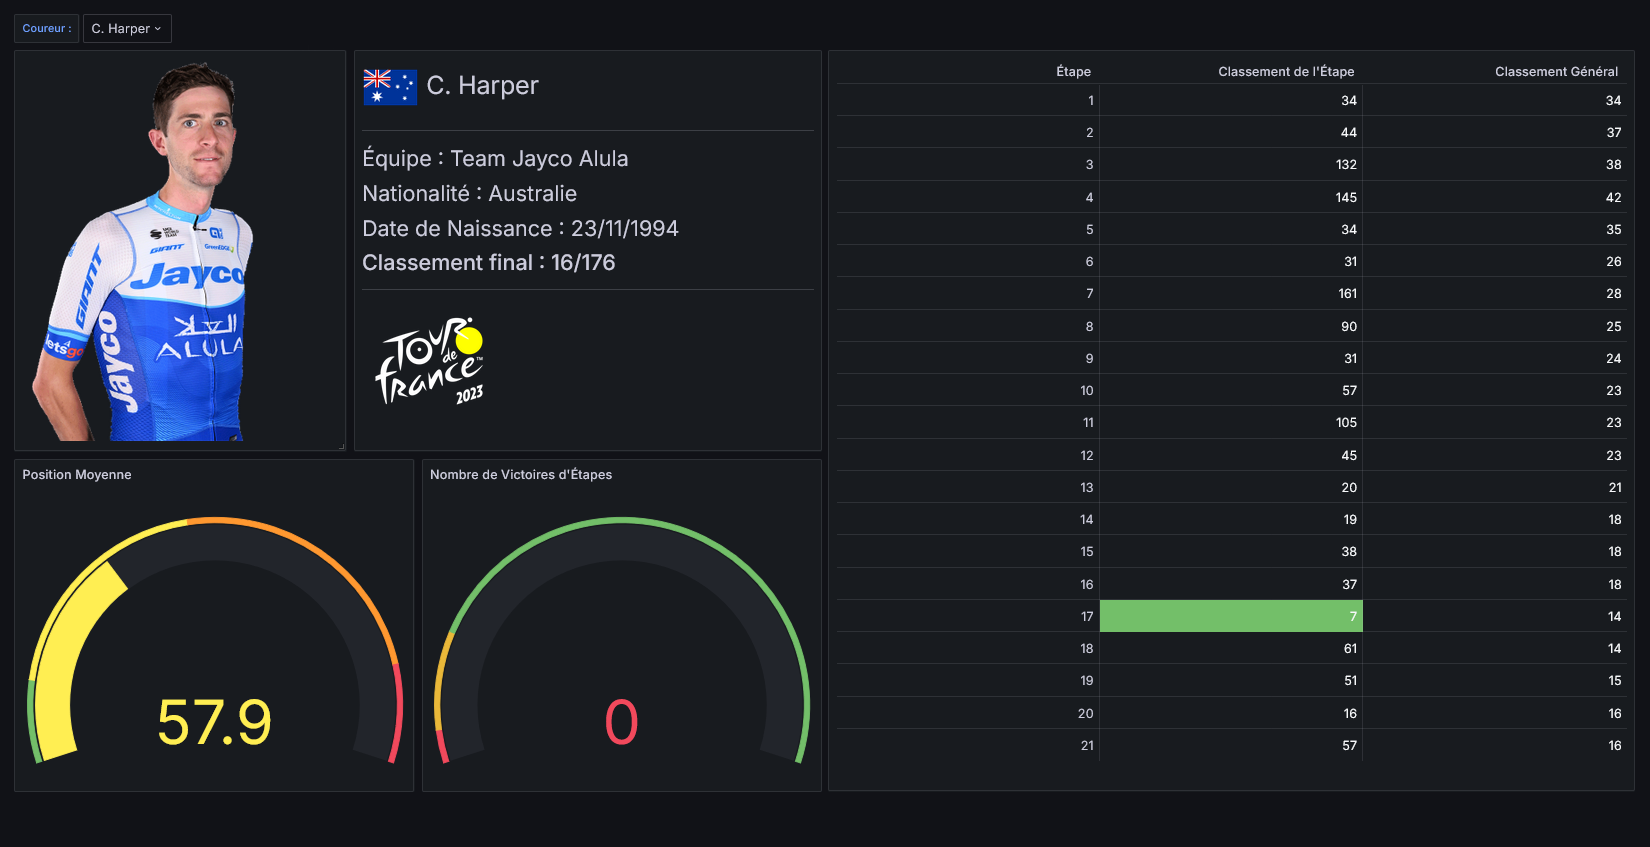 Coureur :
C. Harper
C. Harper
Équipe : Team Jayco Alula
Nationalité : Australie
Date de Naissance : 23/11/1994
Classement final : 16/176
TOUR
de
france™
2023
GIANT
GreenEDGE
Jayco
ALULA
GIANT
letsgo
Jayco
Position Moyenne
57.9
Nombre de Victoires d'Étapes
0
Étape Classement de l'Étape Classement Général
1 34 34
2 44 37
3 132 38
4 145 42
5 34 35
6 31 26
7 161 28
8 90 25
9 31 24
10 57 23
11 105 23
12 45 23
13 20 21
14 19 18
15 38 18
16 37 18
17 7 14
18 61 14
19 51 15
20 16 16
21 57 16